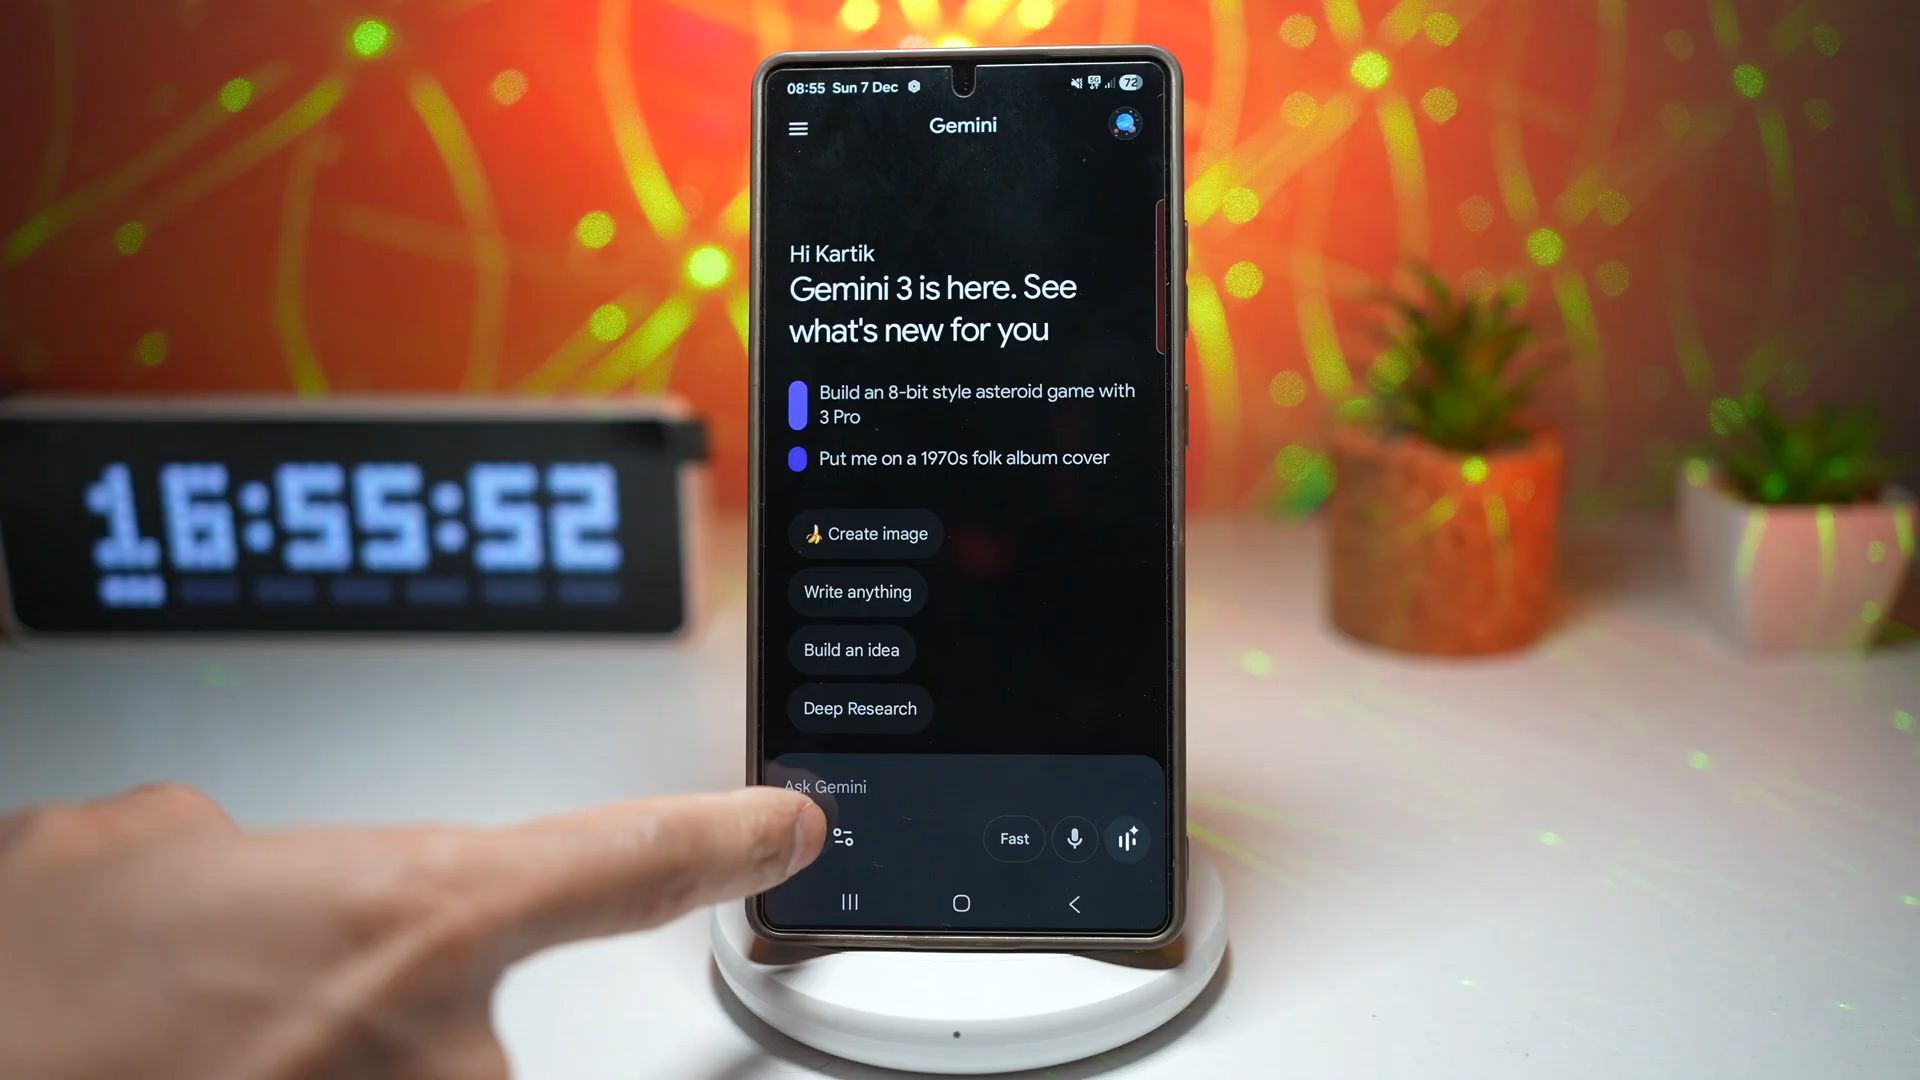 08:55 Sun 7 Dec
5G
72
Gemini
Hi Kartik
Gemini 3 is here. See
what's new for you
Build an 8-bit style asteroid game with
3 Pro
Put me on a 1970s folk album cover
Create image
Write anything
Build an idea
Deep Research
Ask Gemini
Fast
16:55:52